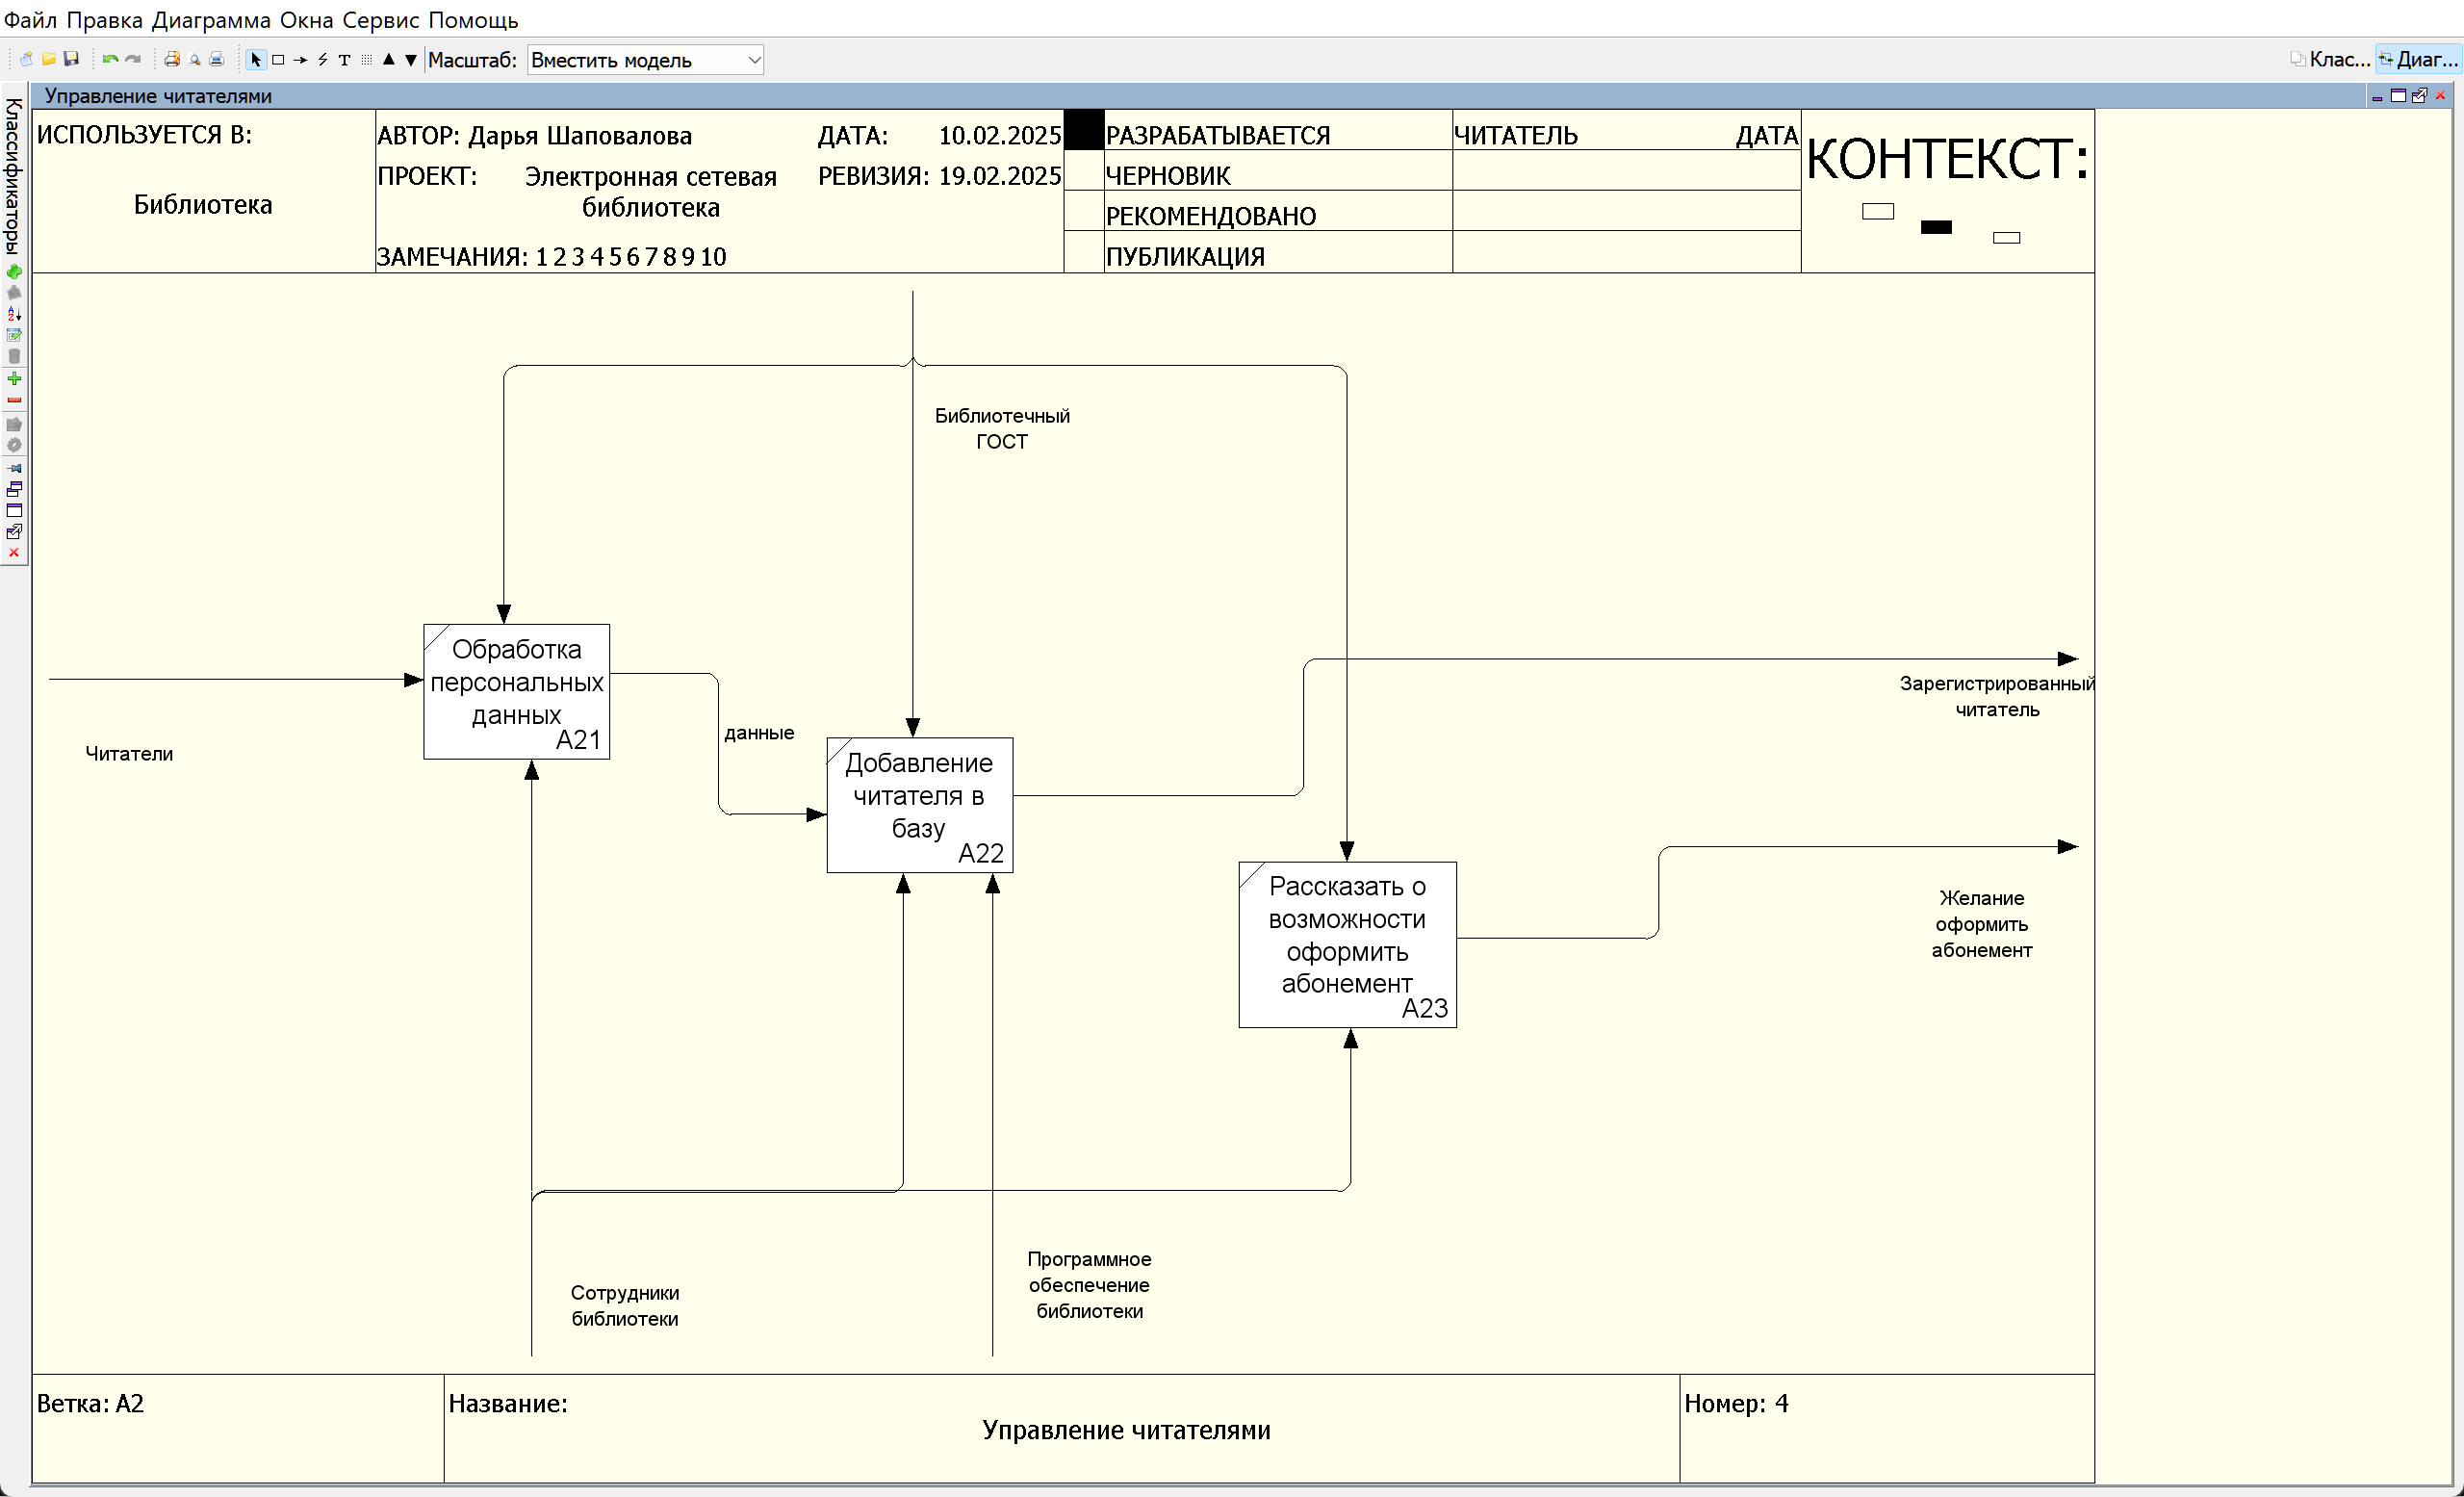 Файл Правка Диаграмма Окна Сервис Помощь
Масштаб: Вместить модель
Клас... Диаг...
Классификаторы
Управление читателями
ИСПОЛЬЗУЕТСЯ В:
Библиотека
АВТОР: Дарья Шаповалова
ДАТА: 10.02.2025
ПРОЕКТ: Электронная сетевая
библиотека
РЕВИЗИЯ: 19.02.2025
ЗАМЕЧАНИЯ: 1 2 3 4 5 6 7 8 9 10
РАЗРАБАТЫВАЕТСЯ
ЧЕРНОВИК
РЕКОМЕНДОВАНО
ПУБЛИКАЦИЯ
ЧИТАТЕЛЬ ДАТА
КОНТЕКСТ:
Библиотечный
ГОСТ
Обработка
персональных
данных
A21
Читатели
данные
Добавление
читателя в
базу
A22
Зарегистрированный
читатель
Рассказать о
возможности
оформить
абонемент
A23
Желание
оформить
абонемент
Сотрудники
библиотеки
Программное
обеспечение
библиотеки
Ветка: A2
Название:
Управление читателями
Номер: 4